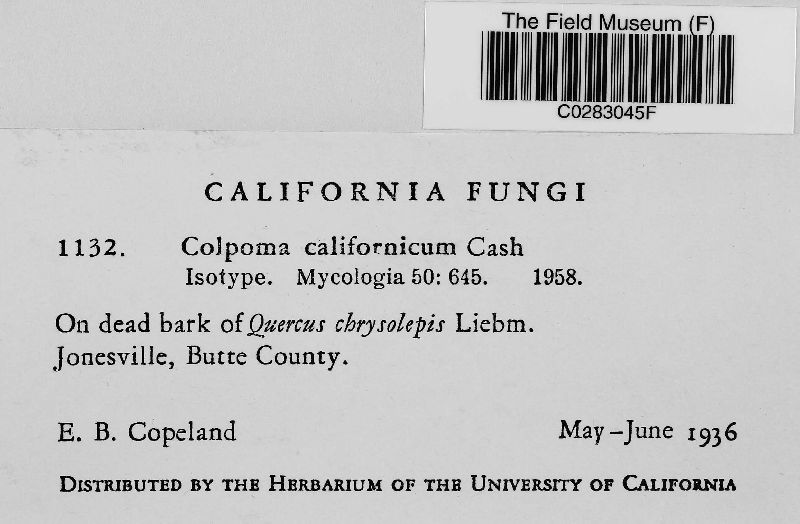 The Field Museum (F)
C0283045F
CALIFORNIA FUNGI
1132. Colpoma californicum Cash
Isotype. Mycologia 50: 645. 1958.
On dead bark of Quercus chrysolepis Liebm.
Jonesville, Butte County.
E. B. Copeland May–June 1936
DISTRIBUTED BY THE HERBARIUM OF THE UNIVERSITY OF CALIFORNIA